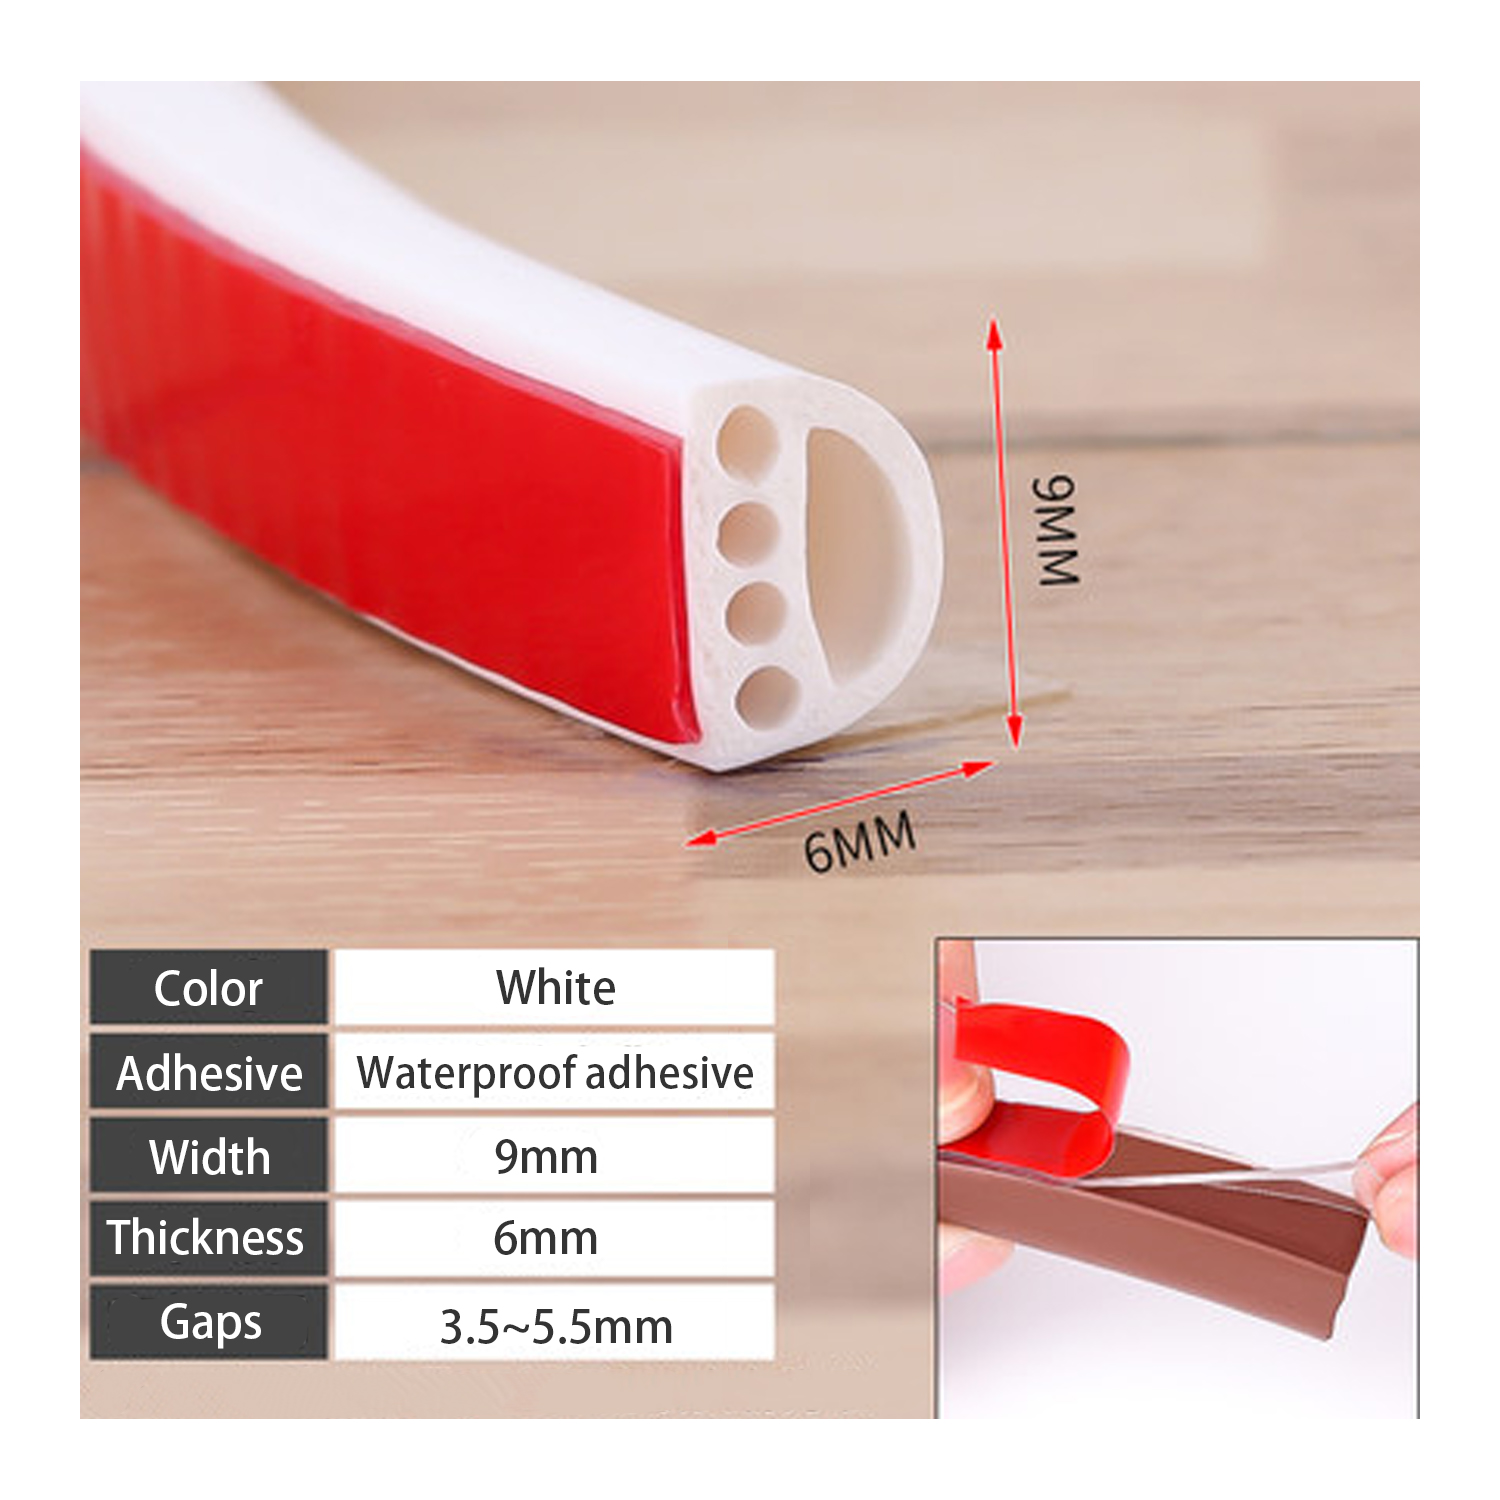 9MM
6MM
Color White
Adhesive Waterproof adhesive
Width 9mm
Thickness 6mm
Gaps 3.5~5.5mm